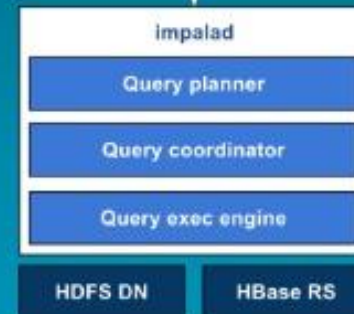 impalad
Query planner
Query coordinator
Query exec engine
HDFS DN HBase RS